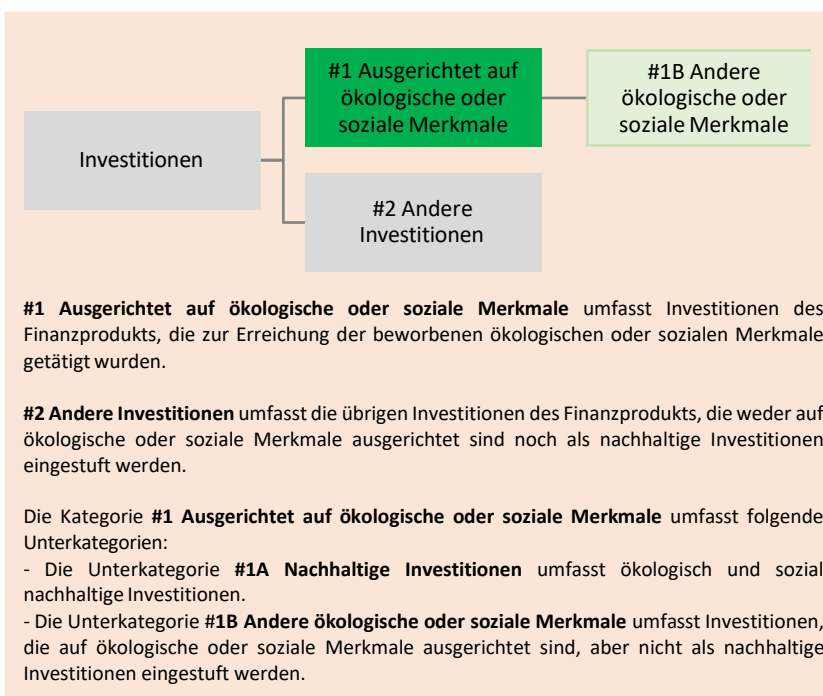 #1 Ausgerichtet auf
ökologische oder
soziale Merkmale
#1B Andere
ökologische oder
soziale Merkmale
Investitionen
#2 Andere
Investitionen
#1 Ausgerichtet auf ökologische oder soziale Merkmale umfasst Investitionen des
Finanzprodukts, die zur Erreichung der beworbenen ökologischen oder sozialen Merkmale
getätigt wurden.
#2 Andere Investitionen umfasst die übrigen Investitionen des Finanzprodukts, die weder auf
ökologische oder soziale Merkmale ausgerichtet sind noch als nachhaltige Investitionen
eingestuft werden.
Die Kategorie #1 Ausgerichtet auf ökologische oder soziale Merkmale umfasst folgende
Unterkategorien:
- Die Unterkategorie #1A Nachhaltige Investitionen umfasst ökologisch und sozial
nachhaltige Investitionen.
- Die Unterkategorie #1B Andere ökologische oder soziale Merkmale umfasst Investitionen,
die auf ökologische oder soziale Merkmale ausgerichtet sind, aber nicht als nachhaltige
Investitionen eingestuft werden.